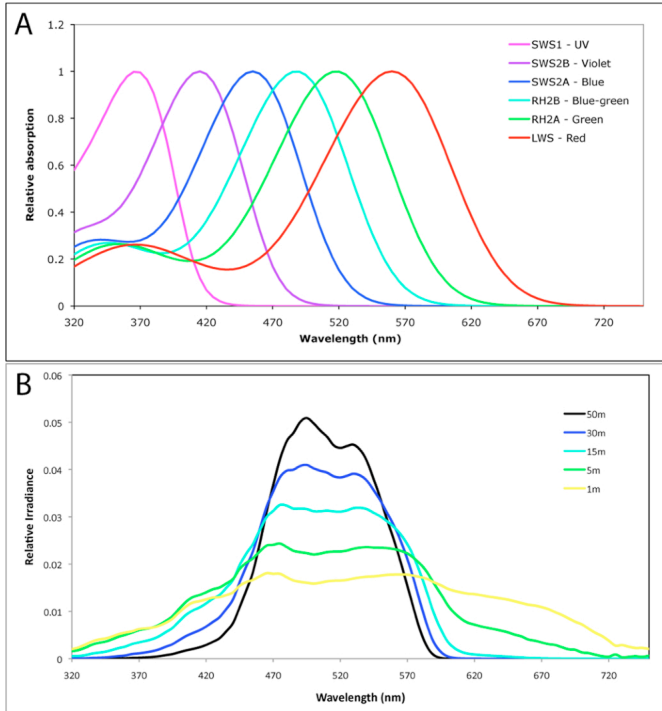 A
1.2
1
0.8
0.6
0.4
0.2
0
Relative absorption
SWS1 - UV
SWS2B - Violet
SWS2A - Blue
RH2B - Blue-green
RH2A - Green
LWS - Red
320 370 420 470 520 570 620 670 720
Wavelength (nm)
B
0.06
0.05
0.04
0.03
0.02
0.01
0
Relative Irradiance
50m
30m
15m
5m
1m
320 370 420 470 520 570 620 670 720
Wavelength (nm)